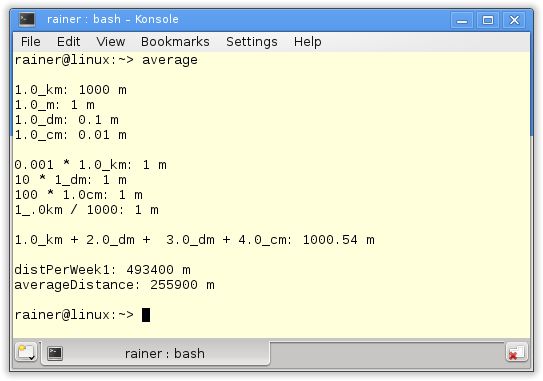 rainer : bash – Konsole
File Edit View Bookmarks Settings Help
rainer@linux:~> average
1.0_km: 1000 m
1.0_m: 1 m
1.0_dm: 0.1 m
1.0_cm: 0.01 m
0.001 * 1.0_km: 1 m
10 * 1_dm: 1 m
100 * 1.0cm: 1 m
1_.0km / 1000: 1 m
1.0_km + 2.0_dm +  3.0_dm + 4.0_cm: 1000.54 m
distPerWeek1: 493400 m
averageDistance: 255900 m
rainer@linux:~>
rainer : bash